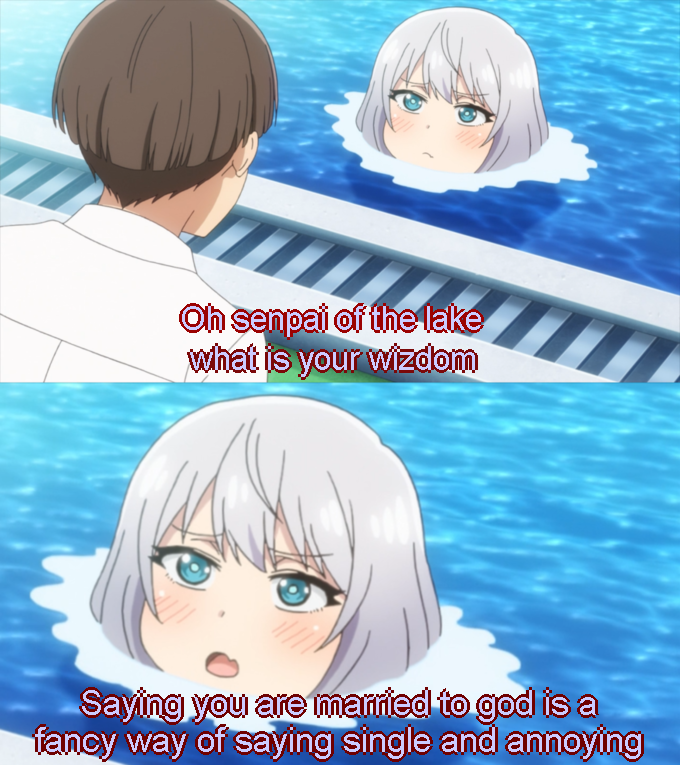 Oh senpai of the lake
what is your wizdom
Saying you are married to god is a
fancy way of saying single and annoying